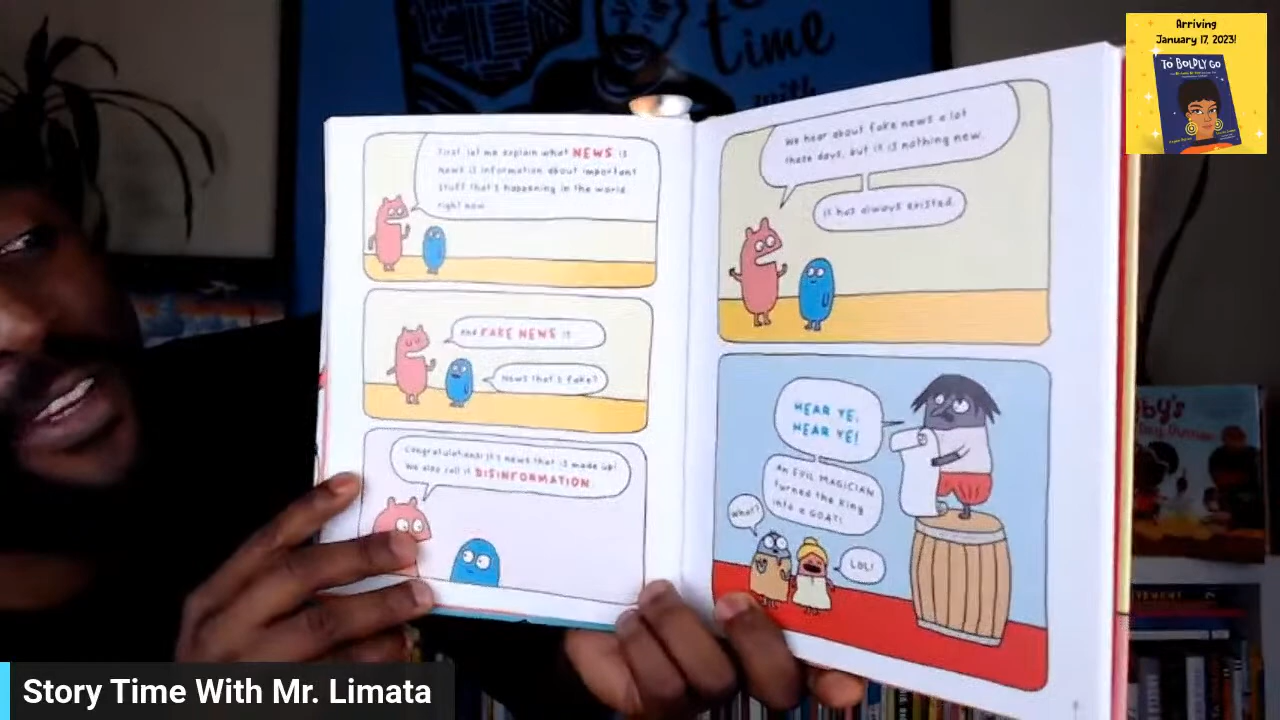 time
with
Arriving
January 17, 2023!
TO BOLDLY GO
First let me explain what NEWS is
news is information about important
stuff that's happening in the world
right now.
And FAKE NEWS is
News that's fake?
Congratulations! It's news that is made up!
We also call it DISINFORMATION.
We hear about fake news a lot
these days, but it is nothing new.
It has always existed.
HEAR YE,
HEAR YE!
An EVIL MAGICIAN
turned the King
into a GOAT!
What?
LOL!
Story Time With Mr. Limata